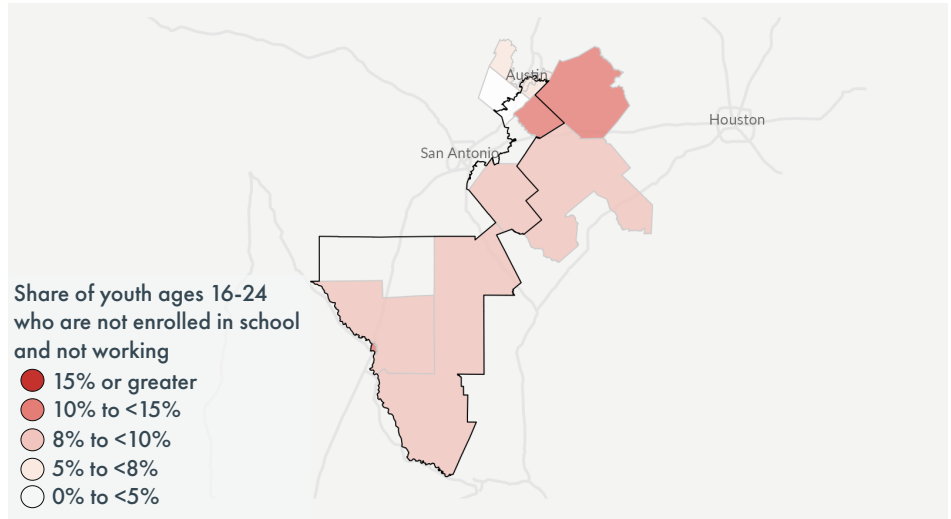 Austin
Houston
San Antonio
Share of youth ages 16-24
who are not enrolled in school
and not working
15% or greater
10% to <15%
8% to <10%
5% to <8%
0% to <5%